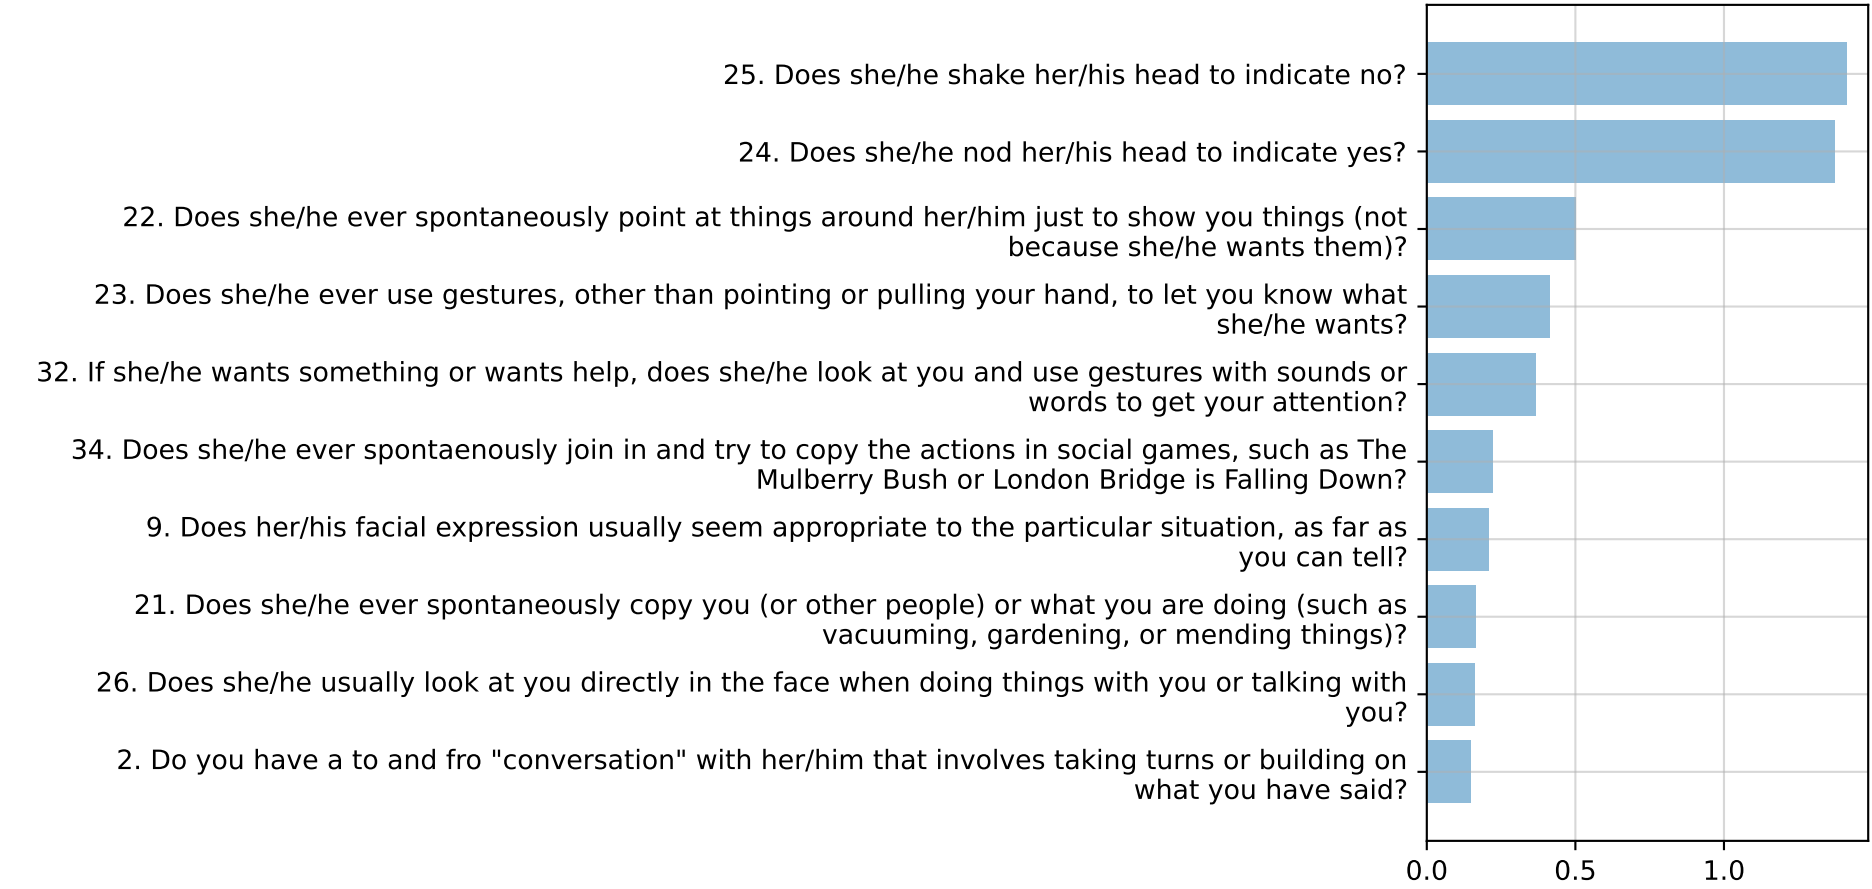 25. Does she/he shake her/his head to indicate no?
24. Does she/he nod her/his head to indicate yes?
22. Does she/he ever spontaneously point at things around her/him just to show you things (not
because she/he wants them)?
23. Does she/he ever use gestures, other than pointing or pulling your hand, to let you know what
she/he wants?
32. If she/he wants something or wants help, does she/he look at you and use gestures with sounds or
words to get your attention?
34. Does she/he ever spontaenously join in and try to copy the actions in social games, such as The
Mulberry Bush or London Bridge is Falling Down?
9. Does her/his facial expression usually seem appropriate to the particular situation, as far as
you can tell?
21. Does she/he ever spontaneously copy you (or other people) or what you are doing (such as
vacuuming, gardening, or mending things)?
26. Does she/he usually look at you directly in the face when doing things with you or talking with
you?
2. Do you have a to and fro "conversation" with her/him that involves taking turns or building on
what you have said?
0.0 0.5 1.0